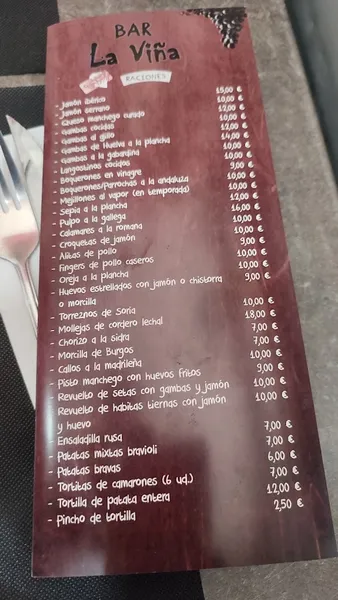 BAR
La Viña
RACIONES
- Jamón ibérico 15,00 €
- Jamón serrano 10,00 €
- Queso manchego curado 12,00 €
- Gambas cocidas 10,00 €
- Gambas al ajillo 12,00 €
- Gambas de Huelva a la plancha 14,00 €
- Gambas a la gabardina 10,00 €
- Langostinos cocidos 10,00 €
- Boquerones en vinagre 9,00 €
- Boquerones/Parrochas a la andaluza 10,00 €
- Mejillones al vapor (en temporada) 10,00 €
- Sepia a la plancha 12,00 €
- Pulpo a la gallega 16,00 €
- Calamares a la romana 10,00 €
- Croquetas de jamón 10,00 €
- Alitas de pollo 9,00 €
- Fingers de pollo caseros 10,00 €
- Oreja a la plancha 10,00 €
- Huevos estrellados con jamón o chistorra 9,00 €
o morcilla
- Torreznos de Soria 10,00 €
- Mollejas de cordero lechal 18,00 €
- Chorizo a la sidra 7,00 €
- Morcilla de Burgos 7,00 €
- Callos a la madrileña 10,00 €
- Pisto manchego con huevos fritos 9,00 €
- Revuelto de setas con gambas y jamón 10,00 €
- Revuelto de habitas tiernas con jamón 10,00 €
y huevo
- Ensaladilla rusa 7,00 €
- Patatas mixtas bravioli 7,00 €
- Patatas bravas 6,00 €
- Tortitas de camarones (6 ud.) 7,00 €
- Tortilla de patata entera 12,00 €
- Pincho de tortilla 2,50 €